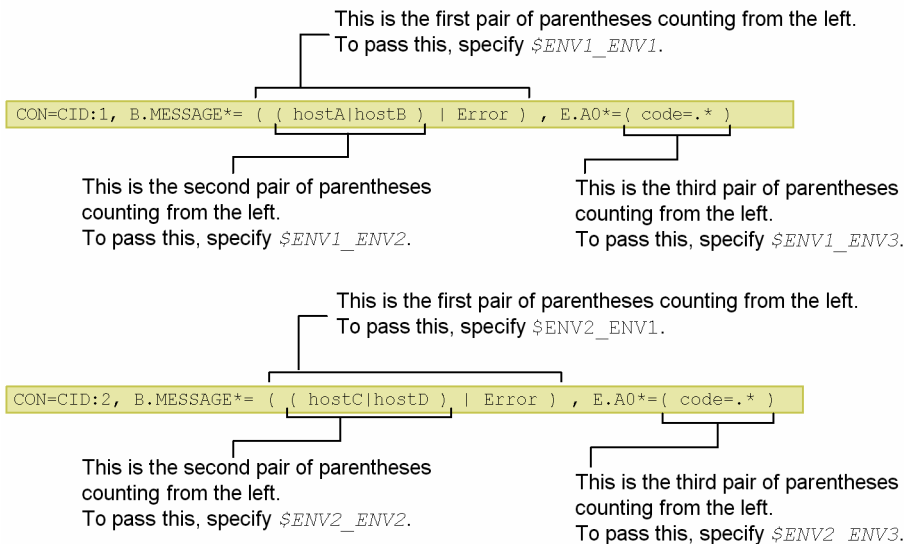 This is the first pair of parentheses counting from the left.
To pass this, specify $ENV1_ENV1.
CON=CID:1, B.MESSAGE*= ( ( hostA|hostB ) | Error ) , E.A0*=( code=.* )
This is the second pair of parentheses
counting from the left.
To pass this, specify $ENV1_ENV2.
This is the third pair of parentheses
counting from the left.
To pass this, specify $ENV1_ENV3.
This is the first pair of parentheses counting from the left.
To pass this, specify $ENV2_ENV1.
CON=CID:2, B.MESSAGE*= ( ( hostC|hostD ) | Error ) , E.A0*=( code=.* )
This is the second pair of parentheses
counting from the left.
To pass this, specify $ENV2_ENV2.
This is the third pair of parentheses
counting from the left.
To pass this, specify $ENV2_ENV3.